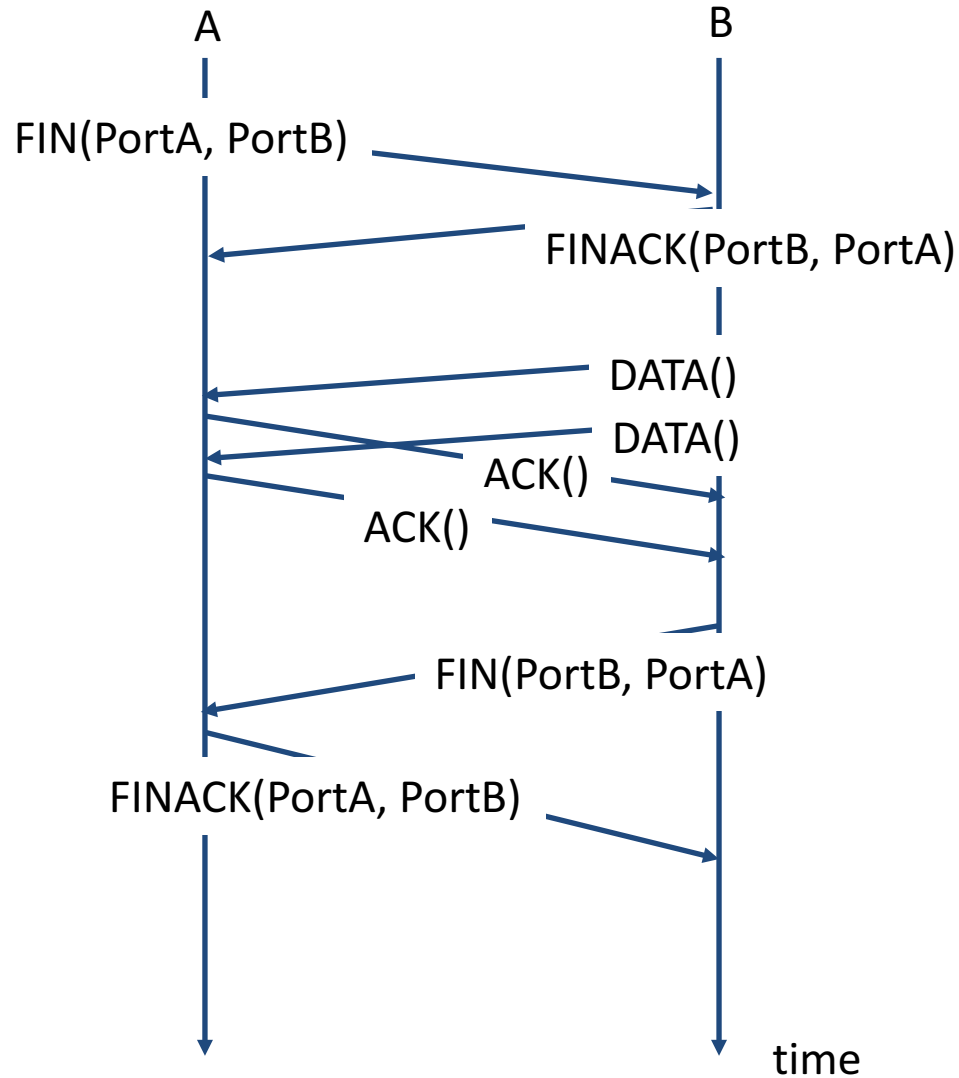 A
B
FIN(PortA, PortB)
FINACK(PortB, PortA)
DATA()
DATA()
ACK()
ACK()
FIN(PortB, PortA)
FINACK(PortA, PortB)
time